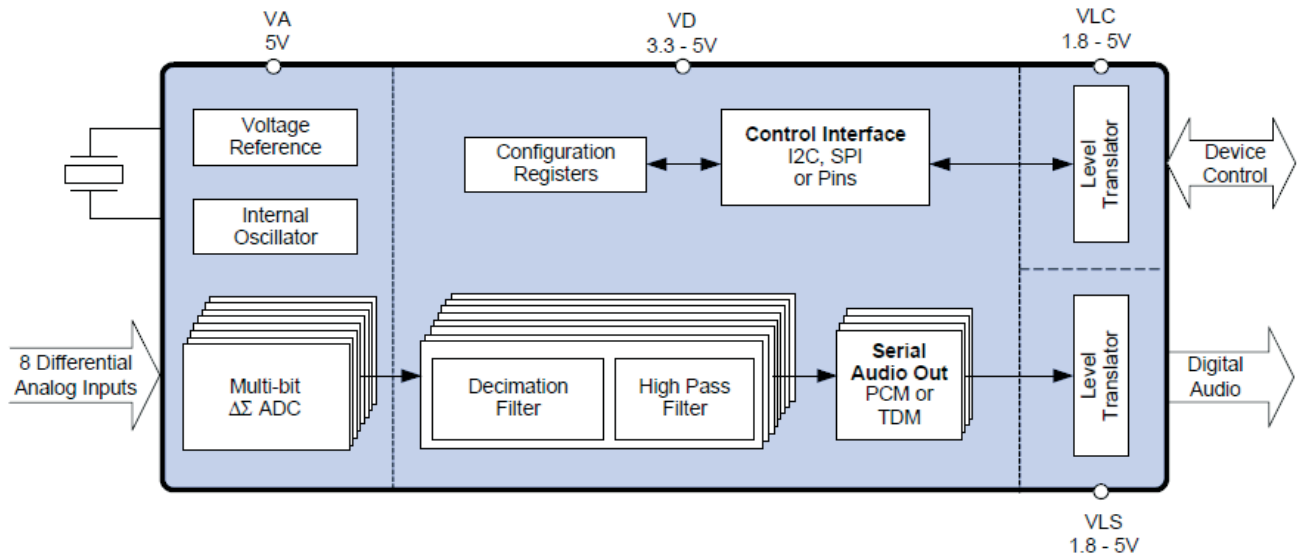 VA
5V
VD
3.3 - 5V
VLC
1.8 - 5V
Voltage
Reference
Internal
Oscillator
Configuration
Registers
Control Interface
I2C, SPI
or Pins
Level
Translator
Device
Control
8 Differential
Analog Inputs
Multi-bit
ΔΣ ADC
Decimation
Filter
High Pass
Filter
Serial
Audio Out
PCM or
TDM
Level
Translator
Digital
Audio
VLS
1.8 - 5V